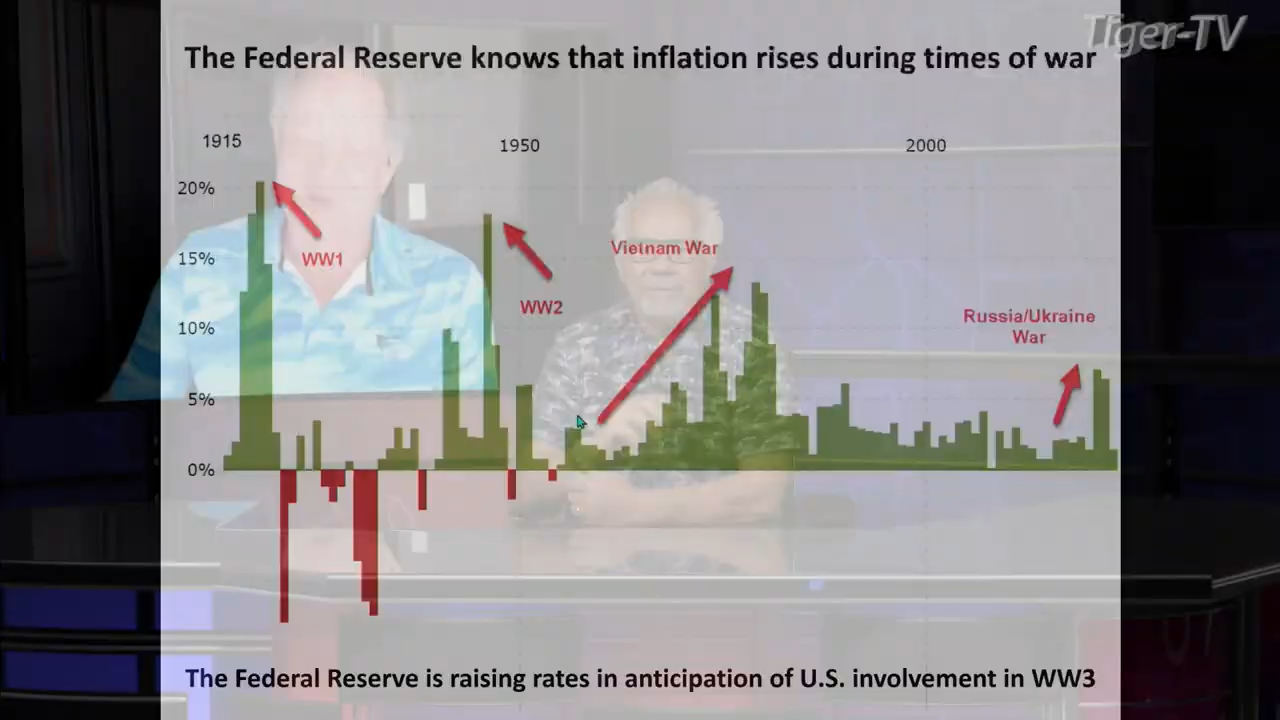 Tiger-TV
The Federal Reserve knows that inflation rises during times of war
1915
1950
2000
20%
15%
10%
5%
0%
WW1
WW2
Vietnam War
Russia/Ukraine
War
The Federal Reserve is raising rates in anticipation of U.S. involvement in WW3